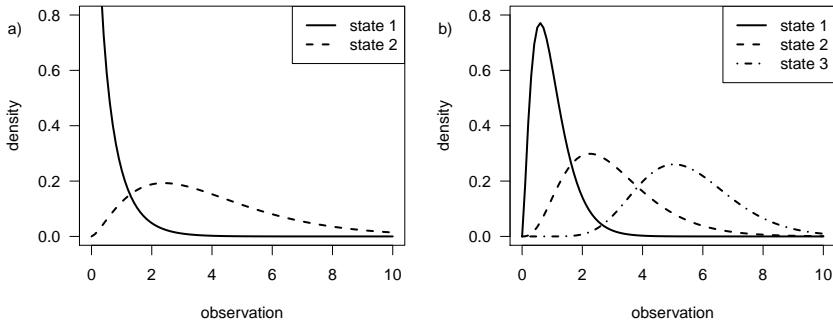 a)
density
0.8
0.6
0.4
0.2
0.0
0 2 4 6 8 10
observation
state 1
state 2
b)
density
0.8
0.6
0.4
0.2
0.0
0 2 4 6 8 10
observation
state 1
state 2
state 3